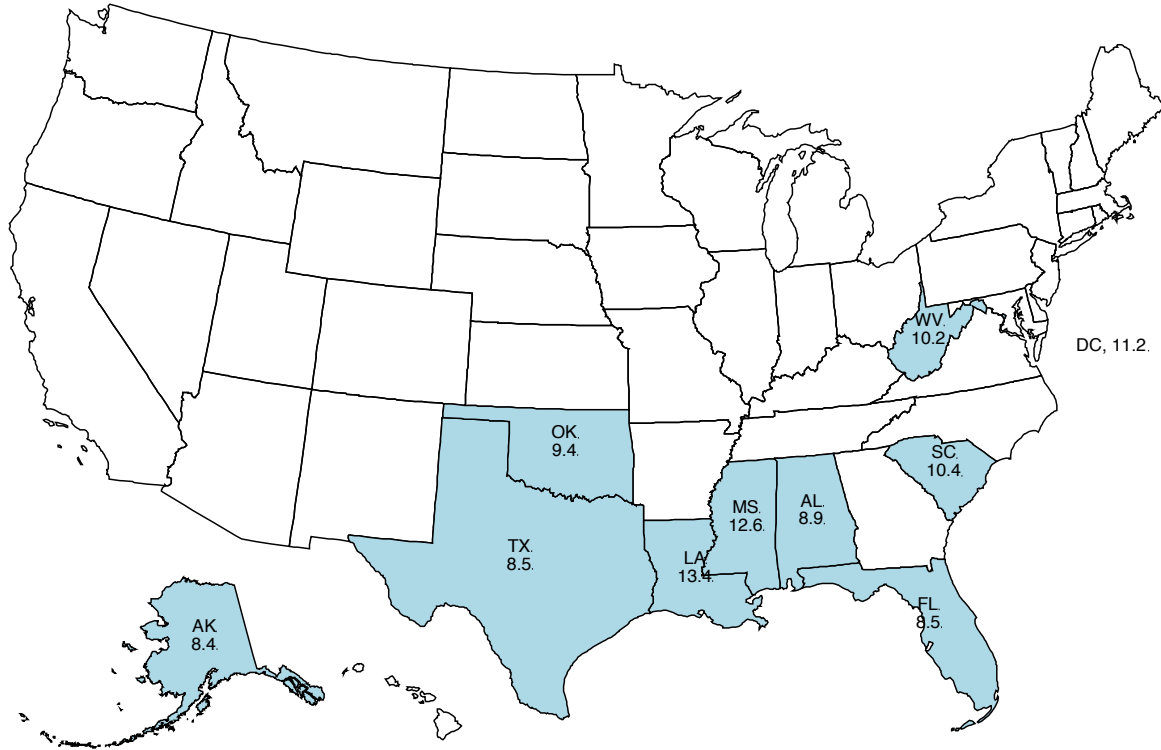 WV.
10.2
DC, 11.2.
OK.
9.4.
SC.
10.4.
MS.
12.6.
AL.
8.9.
TX.
8.5.
LA
13.4.
FL.
8.5.
AK.
8.4.